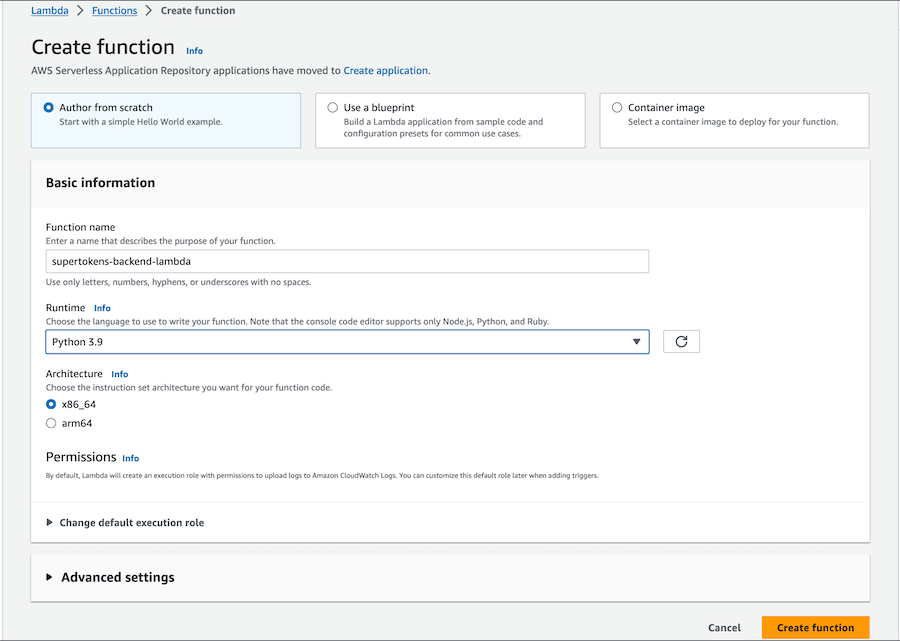 Lambda > Functions > Create function
Create function Info
AWS Serverless Application Repository applications have moved to Create application.
Author from scratch
Start with a simple Hello World example.
Use a blueprint
Build a Lambda application from sample code and
configuration presets for common use cases.
Container image
Select a container image to deploy for your function.
Basic information
Function name
Enter a name that describes the purpose of your function.
supertokens-backend-lambda
Use only letters, numbers, hyphens, or underscores with no spaces.
Runtime Info
Choose the language to use to write your function. Note that the console code editor supports only Node.js, Python, and Ruby.
Python 3.9
Architecture Info
Choose the instruction set architecture you want for your function code.
x86_64
arm64
Permissions Info
By default, Lambda will create an execution role with permissions to upload logs to Amazon CloudWatch Logs. You can customize this default role later when adding triggers.
Change default execution role
Advanced settings
Cancel Create function